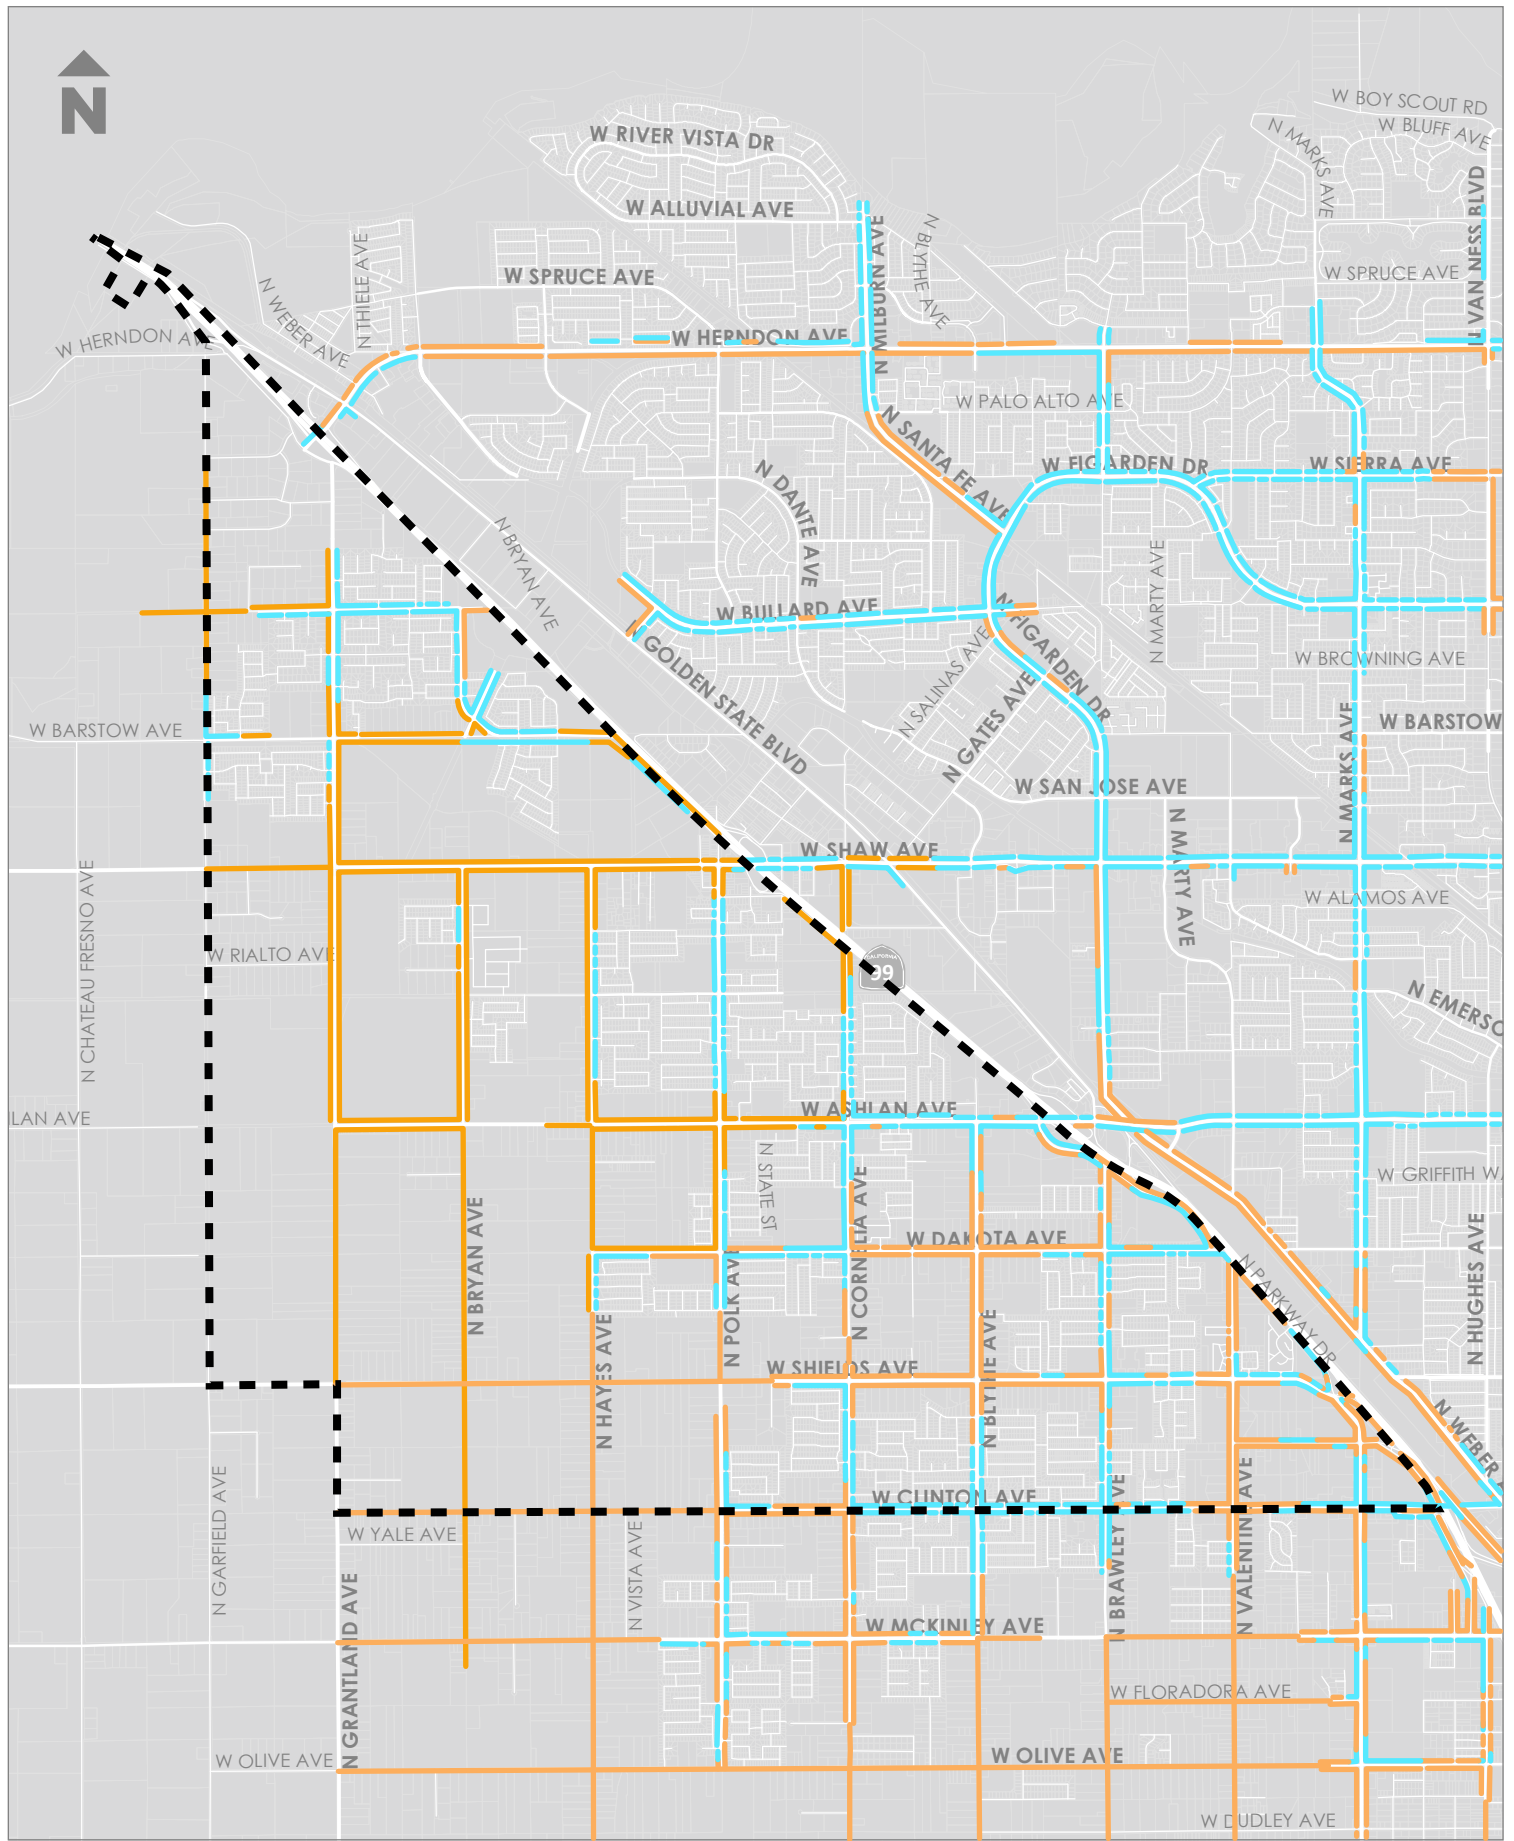 W BOY SCOUT RD
W BLUFF AVE
N MARKS AVE
N
W RIVER VISTA DR
N VAN NESS BLVD
W ALLUVIAL AVE
N MILBURN AVE
N BLYTHE AVE
N THIELE AVE
W SPRUCE AVE
W SPRUCE AVE
N WEBER AVE
W HERNDON AVE
W HERNDON AVE
W PALO ALTO AVE
N SANTA FE AVE
W FIGARDEN DR
W SIERRA AVE
N DANTE AVE
N BRYAN AVE
N MARTY AVE
W BULLARD AVE
N FIGARDEN DR
N GOLDEN STATE BLVD
N SALINAS AVE
W BROWNING AVE
N GATES AVE
W BARSTOW AVE
W BARSTOW
N MARKS AVE
W SAN JOSE AVE
N MARTY AVE
W SHAW AVE
N CHATEAU FRESNO AVE
W ALAMOS AVE
W RIALTO AVE
CALIFORNIA
99
N EMERSO
W ASHLAN AVE
LAN AVE
N STATE ST
W GRIFFITH WA
N CORNELIA AVE
N BRYAN AVE
W DAKOTA AVE
N HUGHES AVE
N POLK AVE
N PARKWAY DR
N HAYES AVE
N BLYTHE AVE
W SHIELDS AVE
N WEBER A
N GARFIELD AVE
W CLINTON AVE
N BRAWLEY AVE
N VALENTINE AVE
W YALE AVE
N VISTA AVE
N GRANTLAND AVE
W MCKINLEY AVE
W FLORADORA AVE
W OLIVE AVE
W OLIVE AVE
W DUDLEY AVE